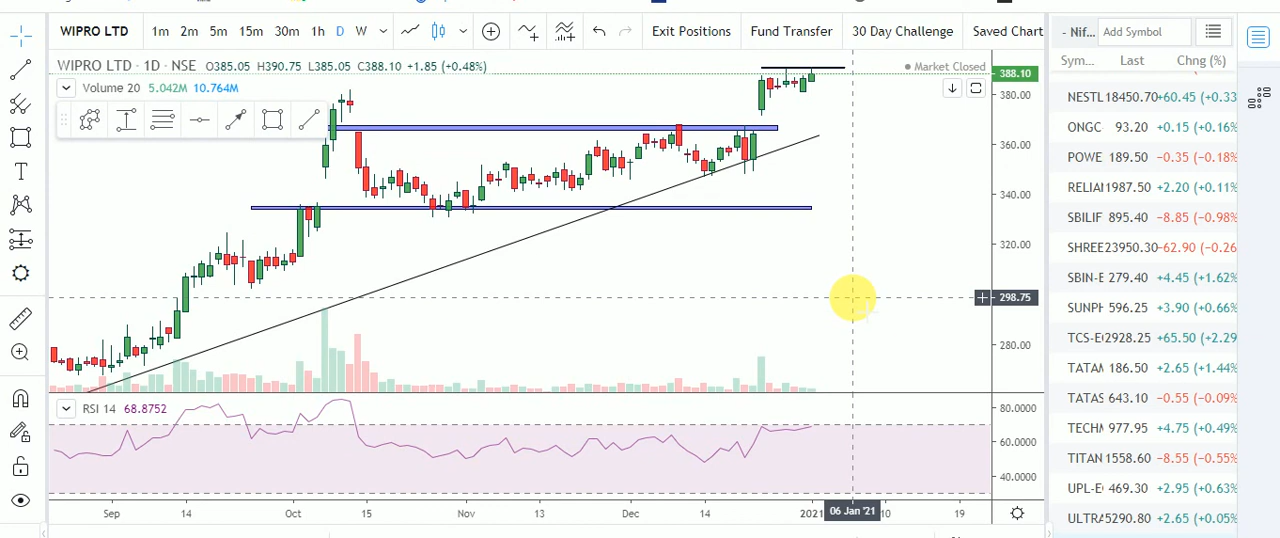 WIPRO LTD 1m 2m 5m 15m 30m 1h D W Exit Positions Fund Transfer 30 Day Challenge Saved Chart
- Nif... Add Symbol
WIPRO LTD · 1D · NSE O385.05 H390.75 L385.05 C388.10 +1.85 (+0.48%)
Market Closed
Sym... Last Chng (%)
Volume 20 5.042M 10.764M
388.10
380.00
360.00
340.00
320.00
298.75
280.00
NESTL 18450.70 +60.45 (+0.33
ONGC- 93.20 +0.15 (+0.16%
POWE 189.50 -0.35 (-0.18%
RELIAI 1987.50 +2.20 (+0.11%
SBILIF 895.40 -8.85 (-0.98%
SHREE 23950.30 -62.90 (-0.26
SBIN-E 279.40 +4.45 (+1.62%
SUNPH 596.25 +3.90 (+0.66%
TCS-E 2928.25 +65.50 (+2.29
TATAM 186.50 +2.65 (+1.44%
TATAS 643.10 -0.55 (-0.09%
TECHM 977.95 +4.75 (+0.49%
TITAN 1558.60 -8.55 (-0.55%
UPL-E 469.30 +2.95 (+0.63%
ULTRA 5290.80 +2.65 (+0.05%
RSI 14 68.8752
80.0000
60.0000
40.0000
Sep 14 Oct 15 Nov 13 Dec 14 2021 06 Jan '21 10 19